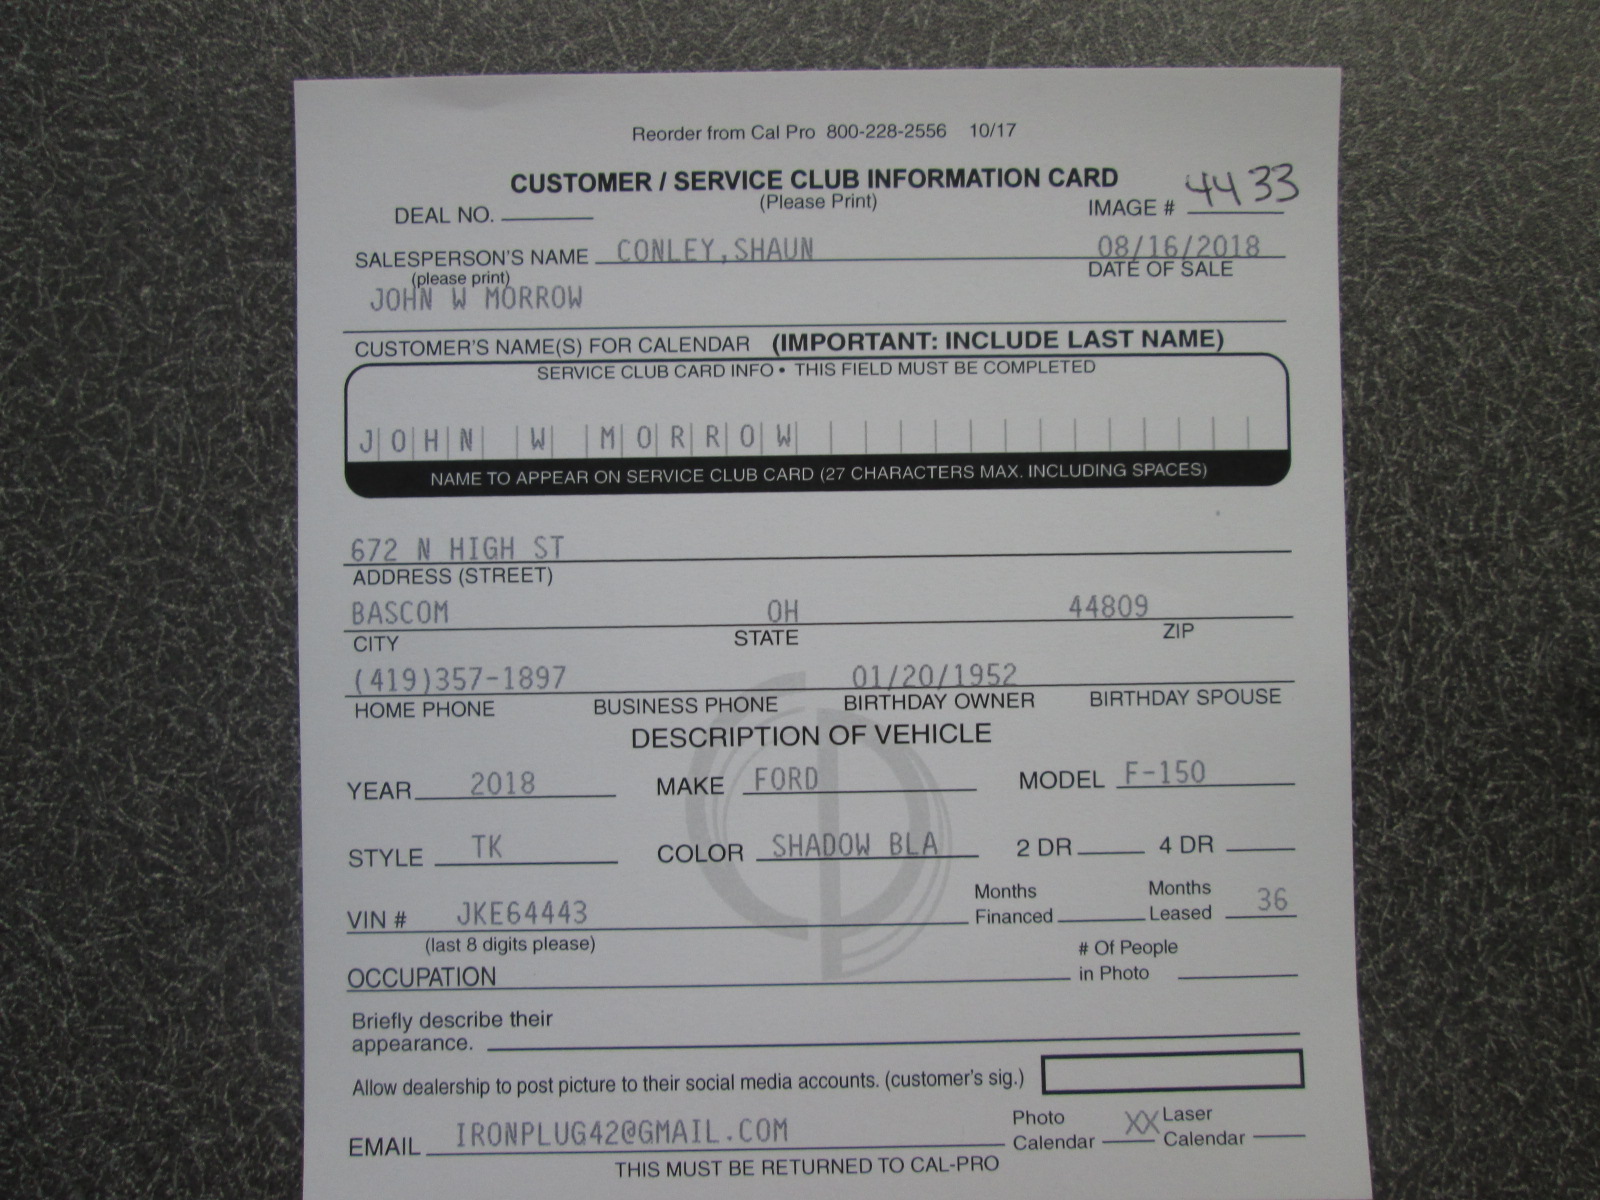 Reorder from Cal Pro 800-228-2556 10/17
CUSTOMER / SERVICE CLUB INFORMATION CARD
(Please Print)
DEAL NO. IMAGE # 4433
SALESPERSON'S NAME CONLEY,SHAUN 08/16/2018
(please print) DATE OF SALE
JOHN W MORROW
CUSTOMER'S NAME(S) FOR CALENDAR (IMPORTANT: INCLUDE LAST NAME)
SERVICE CLUB CARD INFO • THIS FIELD MUST BE COMPLETED
JOHN W MORROW
NAME TO APPEAR ON SERVICE CLUB CARD (27 CHARACTERS MAX. INCLUDING SPACES)
672 N HIGH ST
ADDRESS (STREET)
BASCOM OH 44809
CITY STATE ZIP
(419)357-1897 01/20/1952
HOME PHONE BUSINESS PHONE BIRTHDAY OWNER BIRTHDAY SPOUSE
DESCRIPTION OF VEHICLE
YEAR 2018 MAKE FORD MODEL F-150
STYLE TK COLOR SHADOW BLA 2 DR 4 DR
VIN # JKE64443 Months Financed Months Leased 36
(last 8 digits please)
OCCUPATION # Of People in Photo
Briefly describe their
appearance.
Allow dealership to post picture to their social media accounts. (customer's sig.)
EMAIL IRONPLUG42@GMAIL.COM Photo Calendar XX Laser Calendar
THIS MUST BE RETURNED TO CAL-PRO